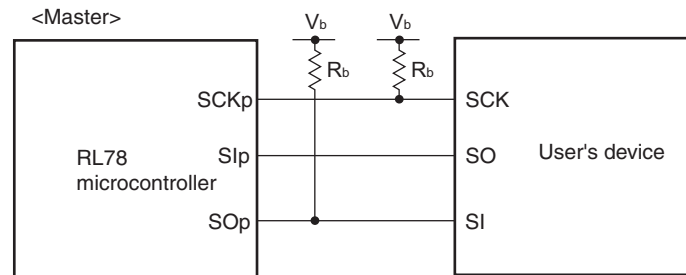 <Master>
Vb Vb
Rb Rb
SCKp SCK
SIp SO
RL78
microcontroller
User's device
SOp SI